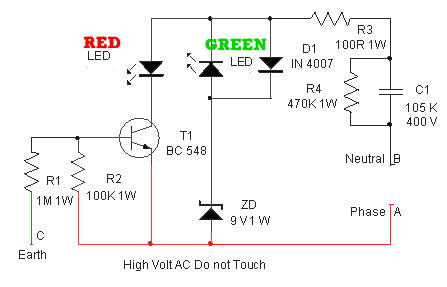 RED
LED
GREEN
LED
D1
IN 4007
R3
100R 1W
R4
470K 1W
C1
105 K
400 V
T1
BC 548
Neutral
B
R1
1M 1W
R2
100K 1W
ZD
9 V1 W
Phase
A
C
Earth
High Volt AC Do not Touch